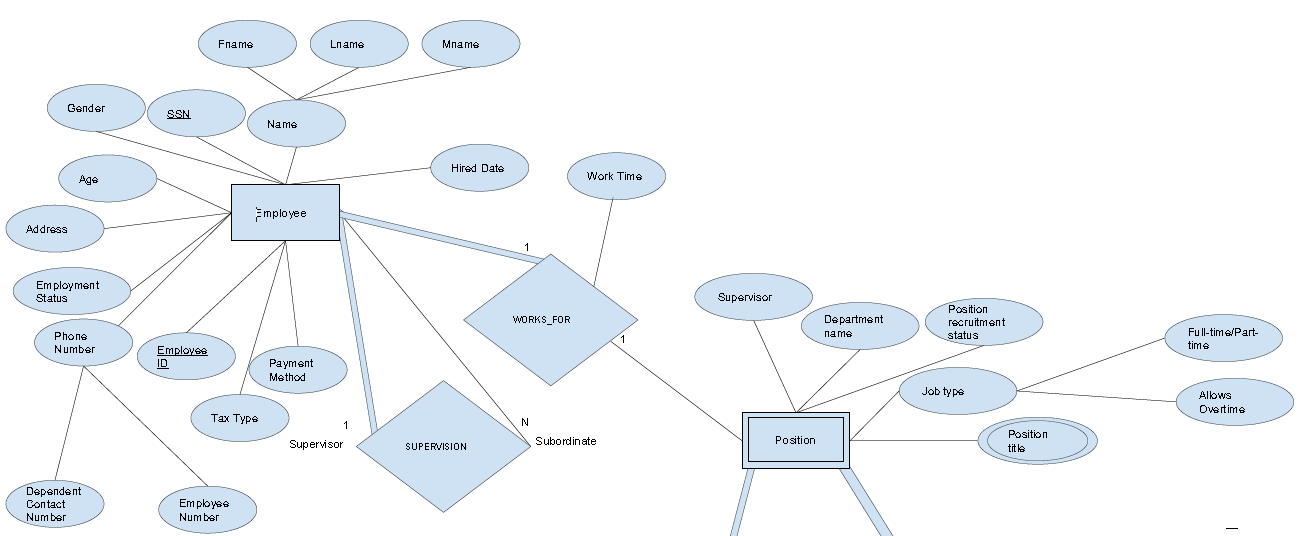 Fname
Lname
Mname
Gender
SSN
Name
Hired Date
Work Time
Age
Employee
Address
1
Employment
Status
Supervisor
Department
name
Position
recruitment
status
WORKS_FOR
Phone
Number
Employee
ID
Payment
Method
1
Full-time/Part-
time
Job type
Allows
Overtime
Tax Type
1
Supervisor
SUPERVISION
N
Subordinate
Position
Position
title
Dependent
Contact
Number
Employee
Number